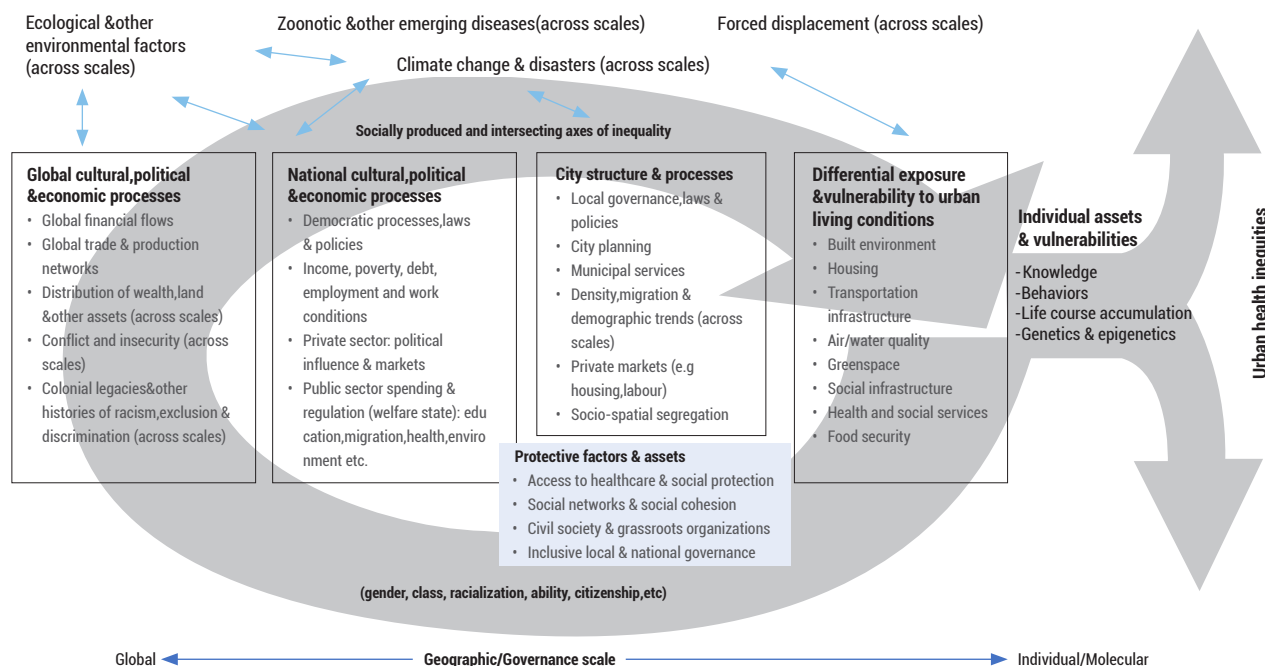 Ecological &other
environmental factors
(across scales)
Zoonotic &other emerging diseases(across scales)
Forced displacement (across scales)
Climate change & disasters (across scales)
Socially produced and intersecting axes of inequality
Global cultural,political
&economic processes
• Global financial flows
• Global trade & production
networks
• Distribution of wealth,land
&other assets (across scales)
• Conflict and insecurity (across
scales)
• Colonial legacies&other
histories of racism,exclusion &
discrimination (across scales)
National cultural,political
&economic processes
• Democratic processes,laws
& policies
• Income, poverty, debt,
employment and work
conditions
• Private sector: political
influence & markets
• Public sector spending &
regulation (welfare state): edu
cation,migration,health,enviro
nment etc.
City structure & processes
• Local governance,laws &
policies
• City planning
• Municipal services
• Density,migration &
demographic trends (across
scales)
• Private markets (e.g
housing,labour)
• Socio-spatial segregation
Protective factors & assets
• Access to healthcare & social protection
• Social networks & social cohesion
• Civil society & grassroots organizations
• Inclusive local & national governance
Differential exposure
&vulnerability to urban
living conditions
• Built environment
• Housing
• Transportation
infrastructure
• Air/water quality
• Greenspace
• Social infrastructure
• Health and social services
• Food security
Individual assets
& vulnerabilities
-Knowledge
-Behaviors
-Life course accumulation
-Genetics & epigenetics
Urban health inequities
(gender, class, racialization, ability, citizenship,etc)
Global
Geographic/Governance scale
Individual/Molecular